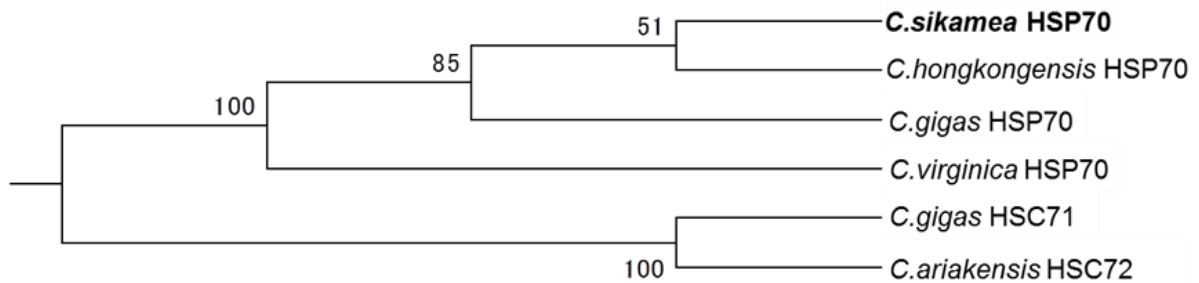 51
C.sikamea HSP70
C.hongkongensis HSP70
85
100
C.gigas HSP70
C.virginica HSP70
C.gigas HSC71
100
C.ariakensis HSC72